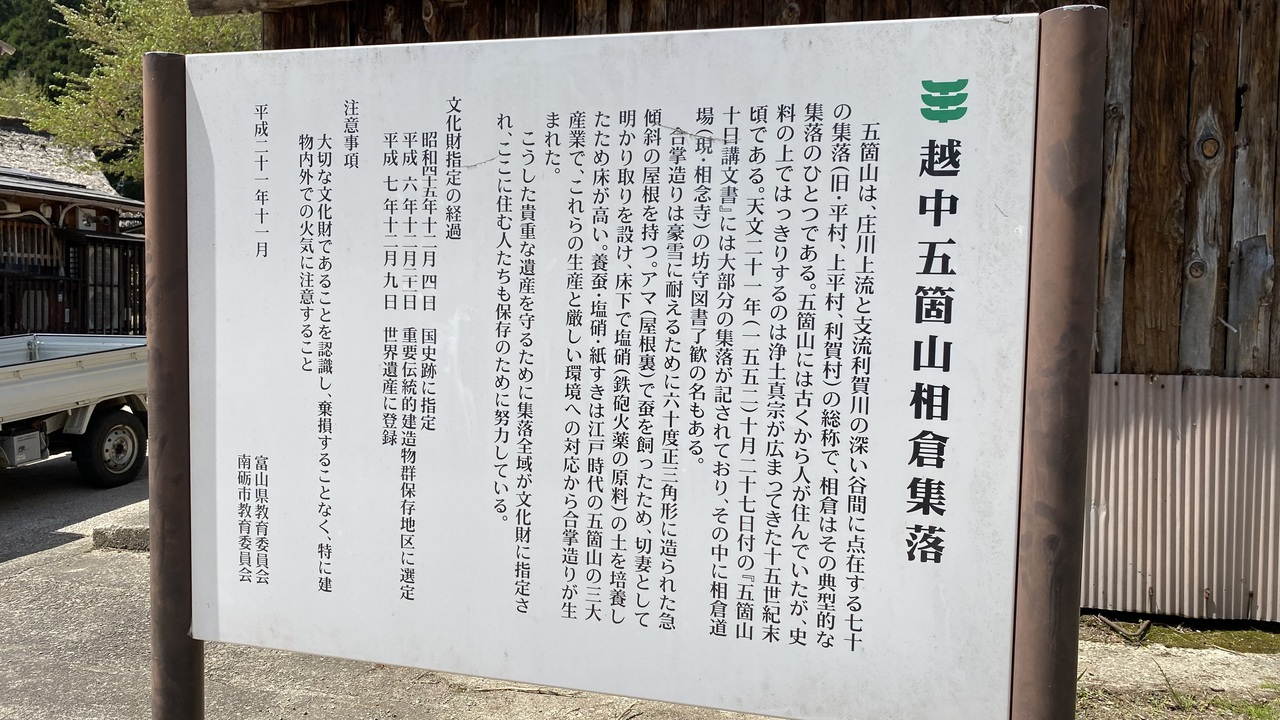 越中五箇山相倉集落
五箇山は、庄川上流と支流利賀川の深い谷間に点在する七十
の集落（旧・平村、上平村、利賀村）の総称で、相倉はその典型的な
集落のひとつである。五箇山には古くから人が住んでいたが、史
料の上ではっきりするのは浄土真宗が広まってきた十五世紀末
頃である。天文二十一年（一五五二）十月二十七日付の『五箇山
十日講文書』には大部分の集落が記されており、その中に相倉道
場（現・相念寺）の坊守図書了歓の名もある。
合掌造りは豪雪に耐えるために六十度正三角形に造られた急
傾斜の屋根を持つ。アマ（屋根裏）で蚕を飼ったため、切妻として
明かり取りを設け、床下で塩硝（鉄砲火薬の原料）の土を培養し
たため床が高い。養蚕・塩硝・紙すきは江戸時代の五箇山の三大
産業で、これらの生産と厳しい環境への対応から合掌造りが生
まれた。
こうした貴重な遺産を守るために集落全域が文化財に指定さ
れ、ここに住む人たちも保存のために努力している。
文化財指定の経過
昭和四十五年十二月 四日 国史跡に指定
平成 六年十二月二十一日 重要伝統的建造物群保存地区に選定
平成 七年十二月 九日 世界遺産に登録
注意事項
大切な文化財であることを認識し、棄損することなく、特に建
物内外での火気に注意すること
平成二十一年十一月
富山県教育委員会
南砺市教育委員会